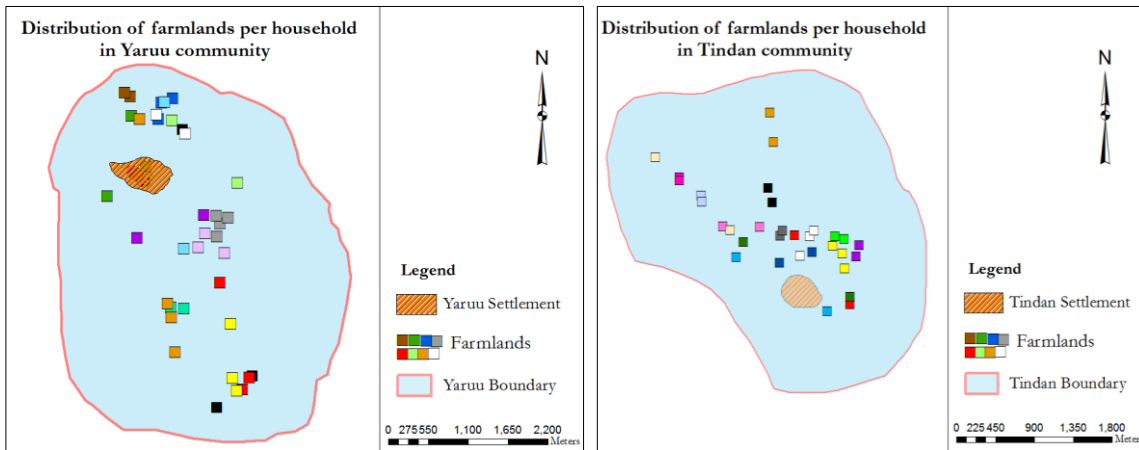 Distribution of farmlands per household
in Yaruu community
N
Legend
Yaruu Settlement
Farmlands
Yaruu Boundary
0 275 550 1,100 1,650 2,200
Meters
Distribution of farmlands per household
in Tindan community
N
Legend
Tindan Settlement
Farmlands
Tindan Boundary
0 225 450 900 1,350 1,800
Meter